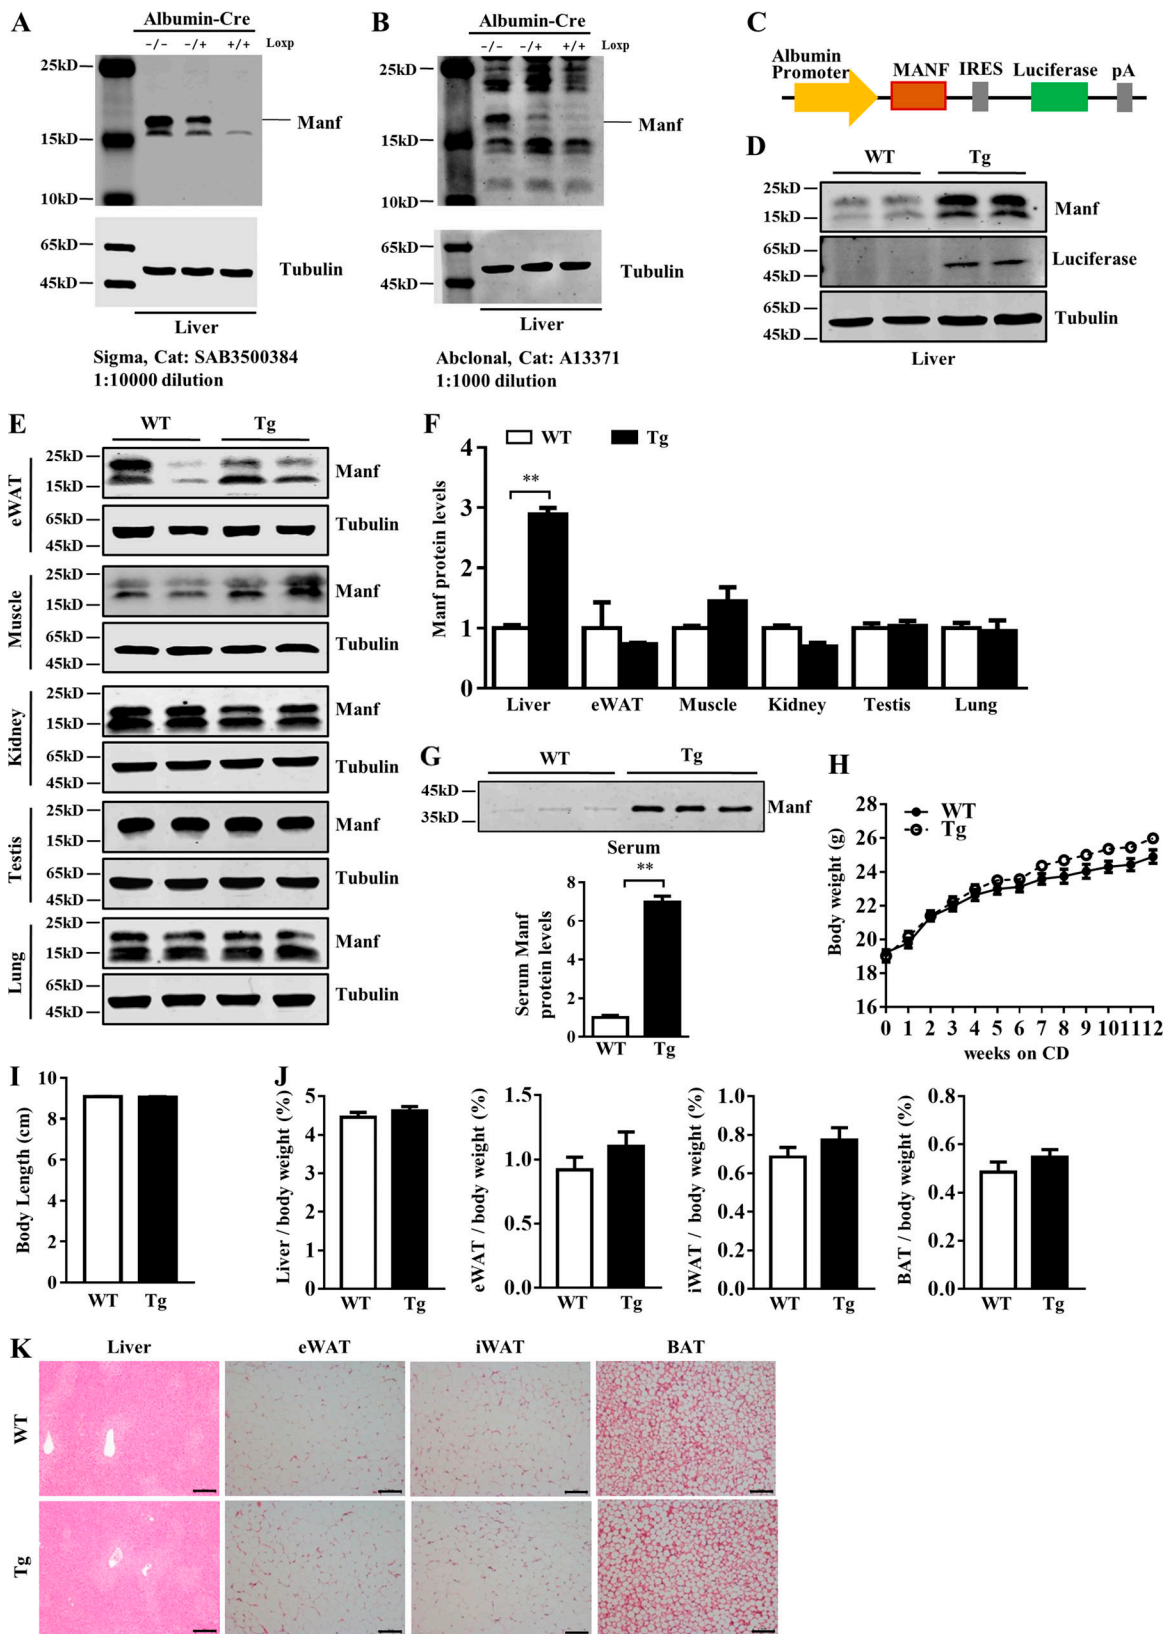 A
Albumin-Cre
-/- -/+ +/+ Loxp
25kD
15kD
10kD
Manf
65kD
45kD
Tubulin
Liver
Sigma, Cat: SAB3500384
1:10000 dilution
B
Albumin-Cre
-/- -/+ +/+ Loxp
25kD
15kD
10kD
Manf
65kD
45kD
Tubulin
Liver
Abclonal, Cat: A13371
1:1000 dilution
C
Albumin
Promoter
MANF
IRES
Luciferase
pA
D
WT Tg
25kD
15kD
Manf
65kD
45kD
Luciferase
65kD
45kD
Tubulin
Liver
E
WT Tg
eWAT
25kD
15kD
Manf
65kD
45kD
Tubulin
Muscle
25kD
15kD
Manf
65kD
45kD
Tubulin
Kidney
25kD
15kD
Manf
65kD
45kD
Tubulin
Testis
25kD
15kD
Manf
65kD
45kD
Tubulin
Lung
25kD
15kD
Manf
65kD
45kD
Tubulin
F
WT Tg
Manf protein levels
4
3
2
1
0
**
Liver eWAT Muscle Kidney Testis Lung
G
WT Tg
45kD
35kD
Manf
Serum
Serum Manf
protein levels
8
6
4
2
0
**
WT Tg
H
WT
Tg
Body weight (g)
28
26
24
22
20
18
16
0 1 2 3 4 5 6 7 8 9 10 11 12
weeks on CD
I
Body Length (cm)
10
8
6
4
2
0
WT Tg
J
Liver / body weight (%)
5
4
3
2
1
0
WT Tg
eWAT / body weight (%)
1.5
1.0
0.5
0.0
WT Tg
iWAT / body weight (%)
1.0
0.8
0.6
0.4
0.2
0.0
WT Tg
BAT / body weight (%)
0.8
0.6
0.4
0.2
0.0
WT Tg
K
Liver eWAT iWAT BAT
WT
Tg